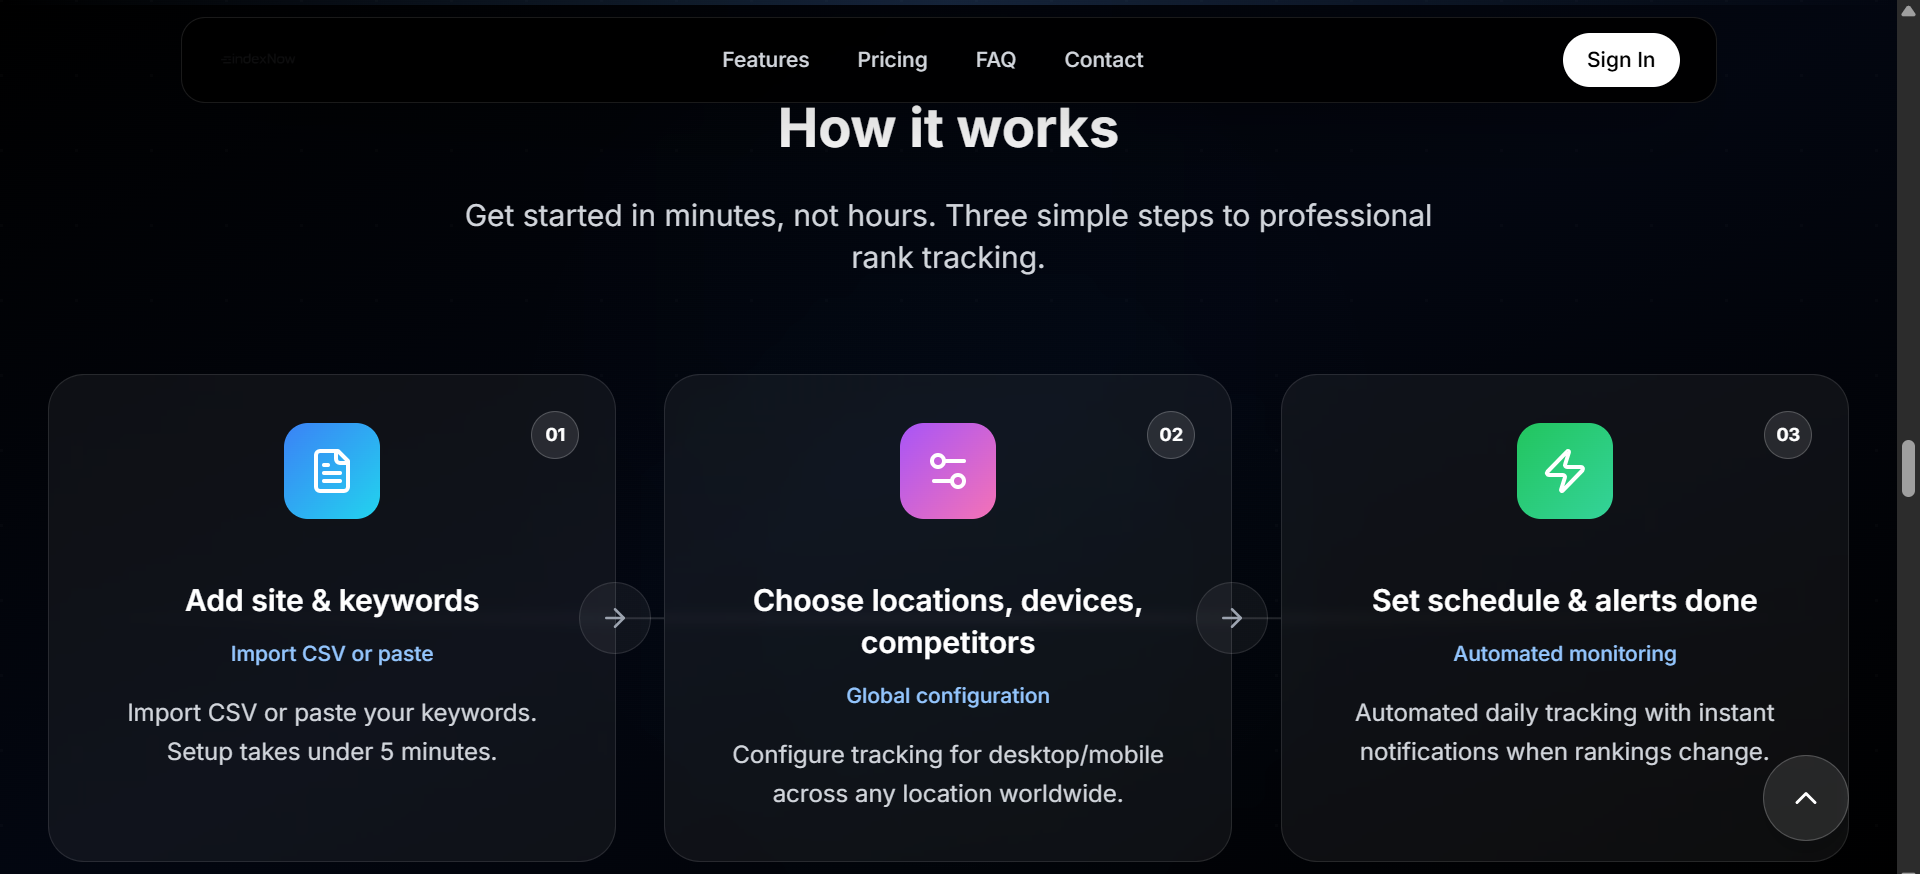 Features
Pricing
FAQ
Contact
Sign In
How it works
Get started in minutes, not hours. Three simple steps to professional
rank tracking.
01
Add site & keywords
Import CSV or paste
Import CSV or paste your keywords.
Setup takes under 5 minutes.
02
Choose locations, devices,
competitors
Global configuration
Configure tracking for desktop/mobile
across any location worldwide.
03
Set schedule & alerts done
Automated monitoring
Automated daily tracking with instant
notifications when rankings change.